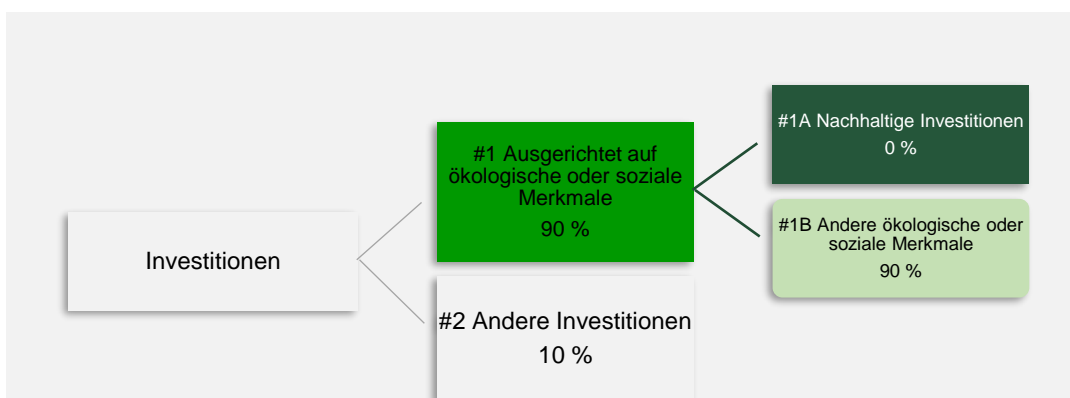 #1A Nachhaltige Investitionen
0 %
#1 Ausgerichtet auf
ökologische oder soziale
Merkmale
90 %
#1B Andere ökologische oder
soziale Merkmale
90 %
Investitionen
#2 Andere Investitionen
10 %